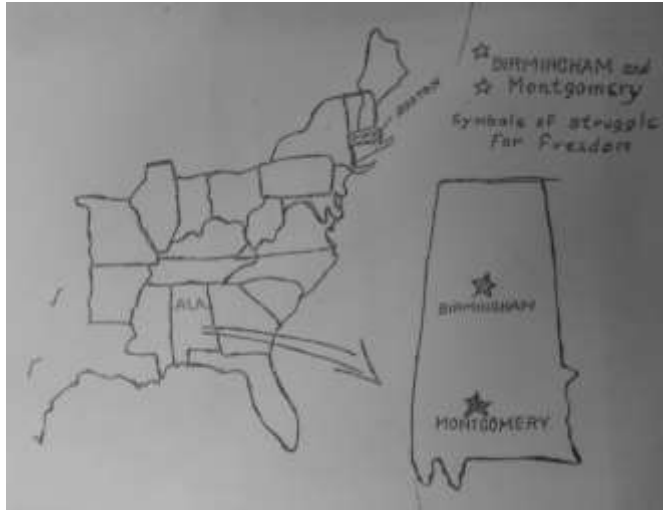 BIRMINGHAM and
Montgomery
Symbols of struggle
For Freedom
BOSTON
ALA.
BIRMINGHAM
MONTGOMERY